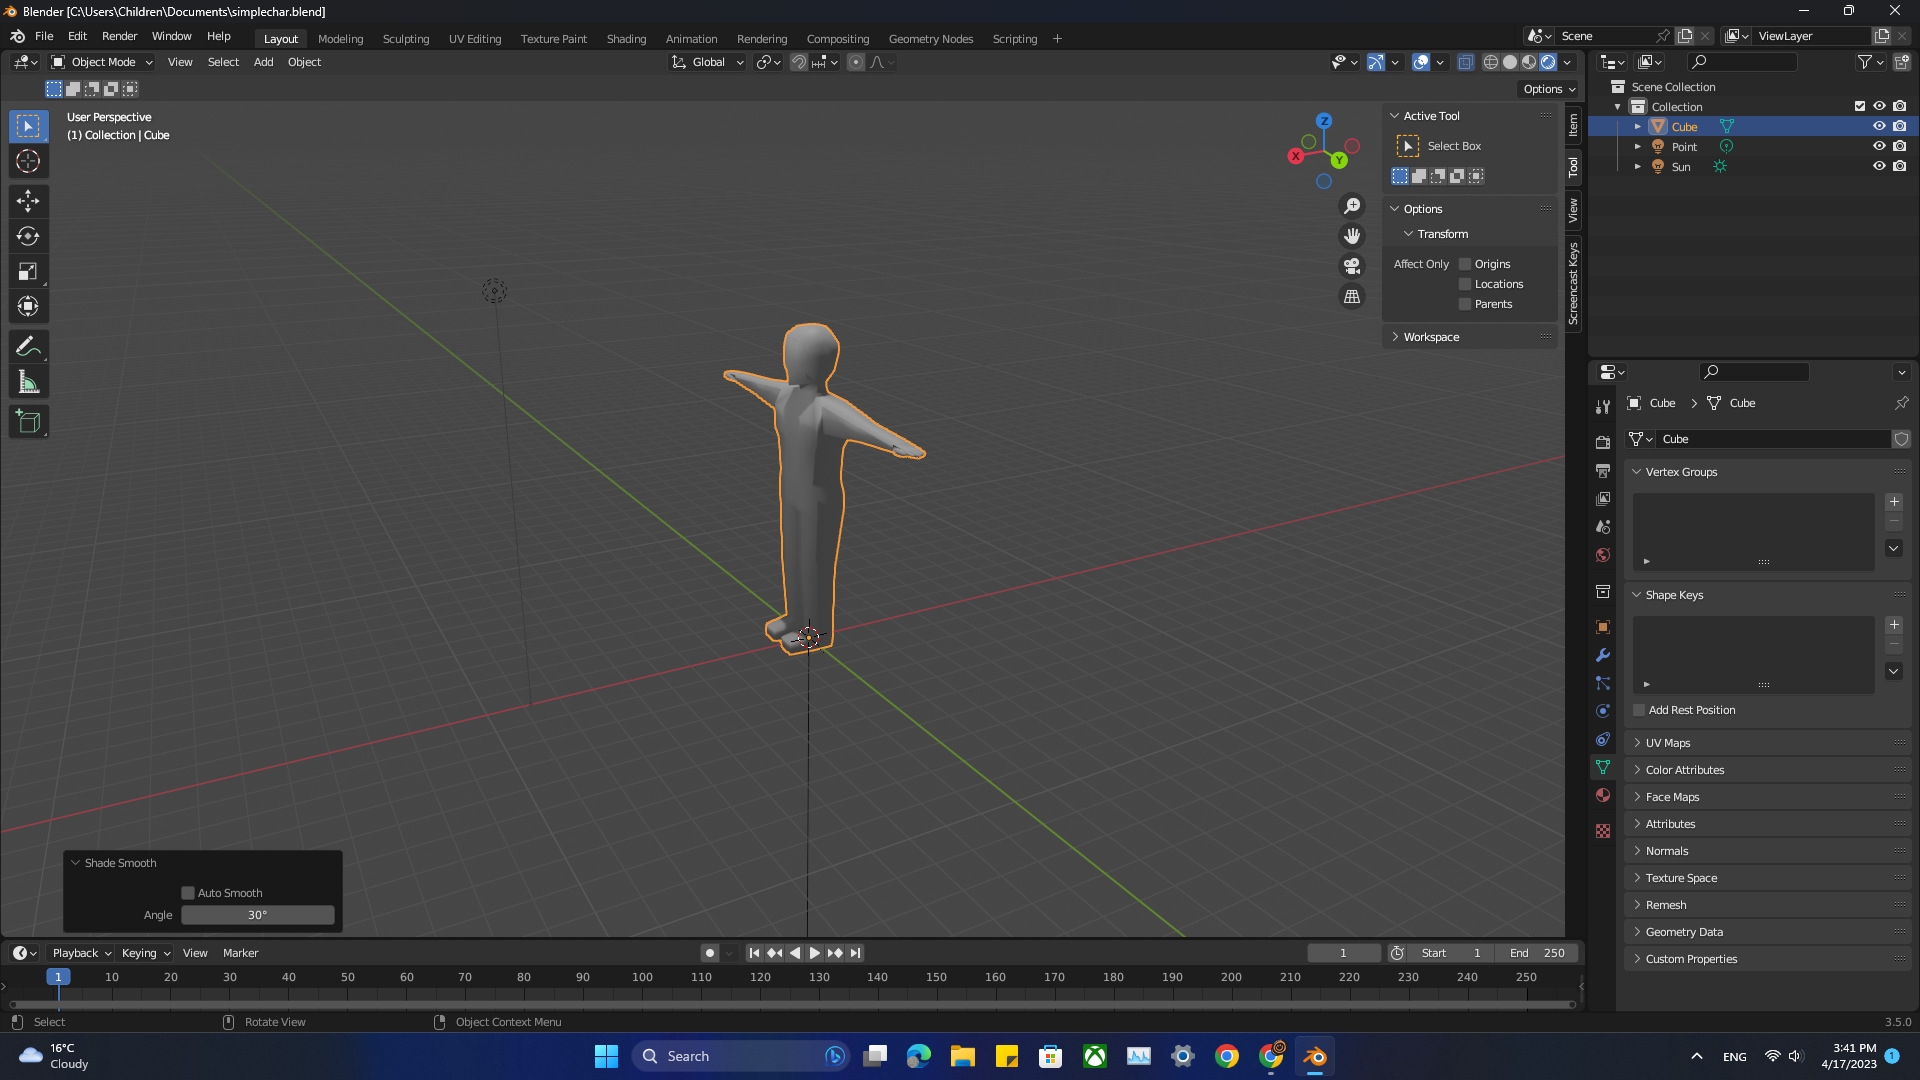 Blender [C:\Users\Children\Documents\simplechar.blend]
File Edit Render Window Help
Layout Modeling Sculpting UV Editing Texture Paint Shading Animation Rendering Compositing Geometry Nodes Scripting +
Scene
ViewLayer
Object Mode View Select Add Object
Global
Options
User Perspective
(1) Collection | Cube
Z
X
Y
Active Tool
Select Box
Options
Transform
Affect Only Origins
Locations
Parents
Workspace
Item
Tool
View
Screencast Keys
Scene Collection
Collection
Cube
Point
Sun
Cube > Cube
Cube
Vertex Groups
Shape Keys
Add Rest Position
UV Maps
Color Attributes
Face Maps
Attributes
Normals
Texture Space
Remesh
Geometry Data
Custom Properties
Shade Smooth
Auto Smooth
Angle 30°
Playback Keying View Marker
1
Start 1 End 250
1 10 20 30 40 50 60 70 80 90 100 110 120 130 140 150 160 170 180 190 200 210 220 230 240 250
Select Rotate View Object Context Menu
3.5.0
16°C
Cloudy
Search
ENG
3:41 PM
4/17/2023
1